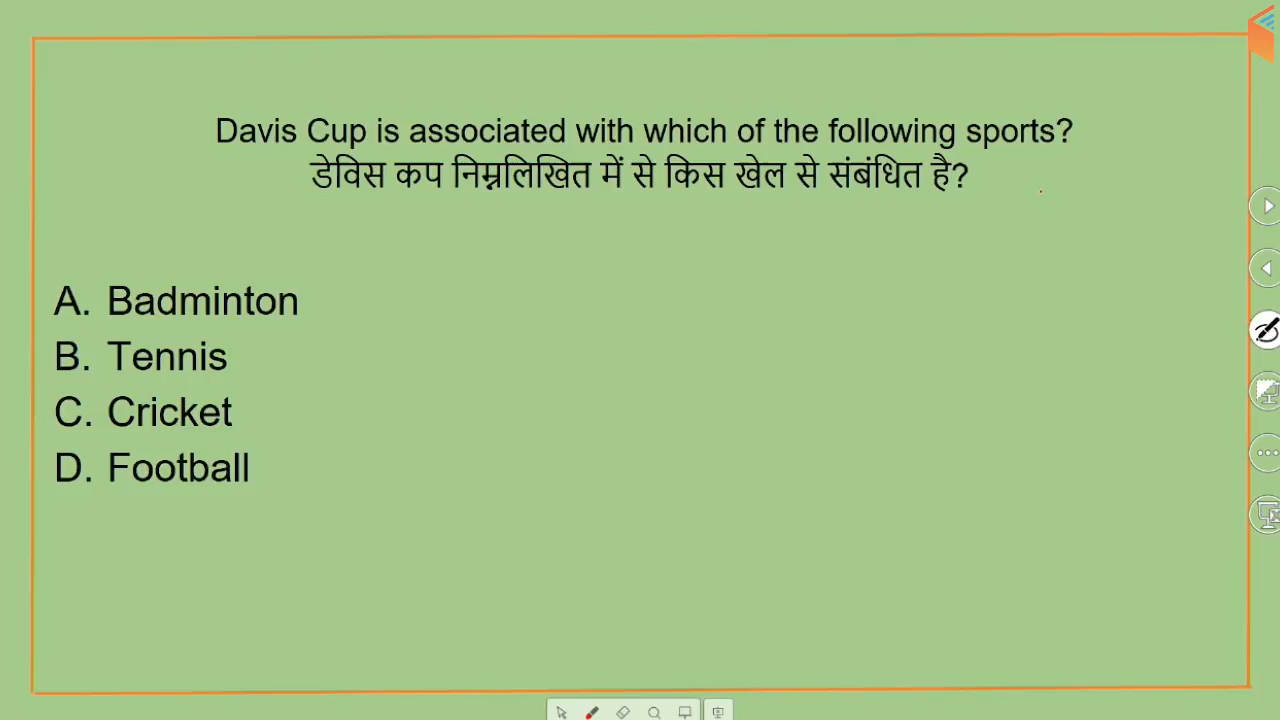 Davis Cup is associated with which of the following sports?
डेविस कप निम्नलिखित में से किस खेल से संबंधित है?
A. Badminton
B. Tennis
C. Cricket
D. Football